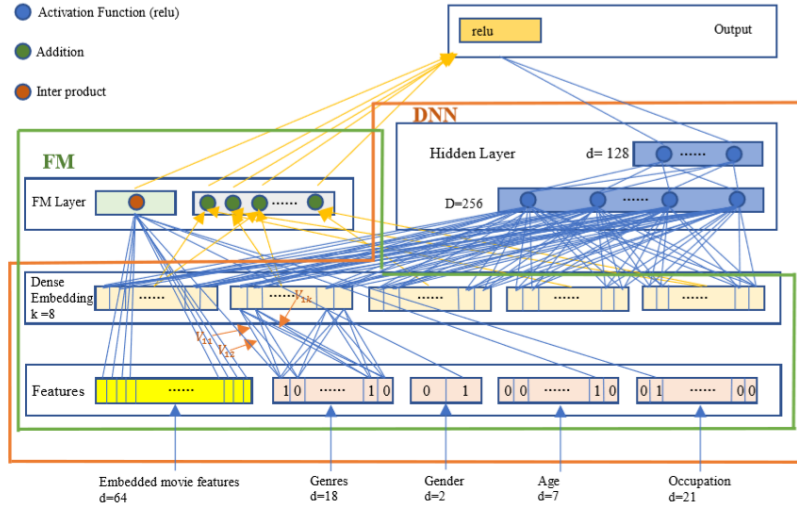 Activation Function (relu)
relu
Output
Addition
Inter product
DNN
FM
Hidden Layer
d= 128
......
FM Layer
......
D=256
......
Dense
Embedding
k =8
......
......
......
......
......
V1k
V11
V12
Features
......
1 0 ...... 1 0
0 1
0 0 ...... 1 0
0 1 ...... 0 0
Embedded movie features
d=64
Genres
d=18
Gender
d=2
Age
d=7
Occupation
d=21